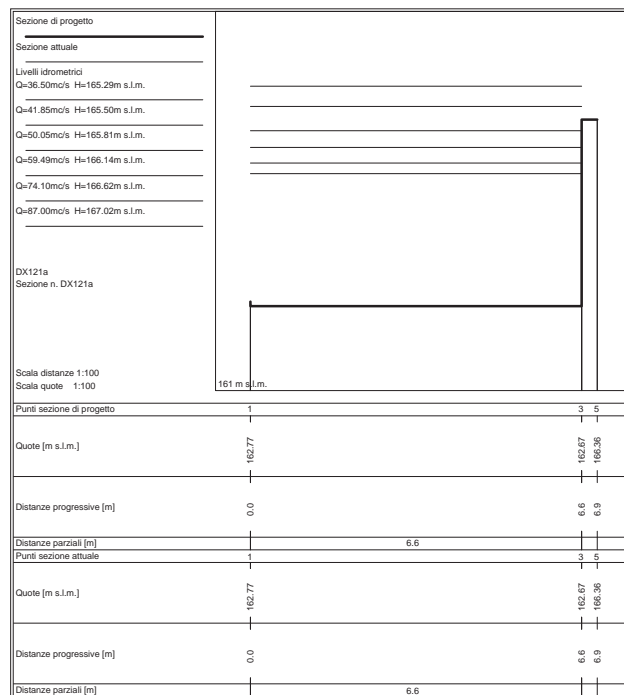 Sezione di progetto
Sezione attuale
Livelli idrometrici
Q=36.50mc/s H=165.29m s.l.m.
Q=41.85mc/s H=165.50m s.l.m.
Q=50.05mc/s H=165.81m s.l.m.
Q=59.49mc/s H=166.14m s.l.m.
Q=74.10mc/s H=166.62m s.l.m.
Q=87.00mc/s H=167.02m s.l.m.
DX121a
Sezione n. DX121a
Scala distanze 1:100
Scala quote 1:100
161 m s.l.m.
Punti sezione di progetto 1 3 5
Quote [m s.l.m.] 162.77 162.67 166.36
Distanze progressive [m] 0.0 6.6 6.9
Distanze parziali [m] 6.6
Punti sezione attuale 1 3 5
Quote [m s.l.m.] 162.77 162.67 166.36
Distanze progressive [m] 0.0 6.6 6.9
Distanze parziali [m] 6.6